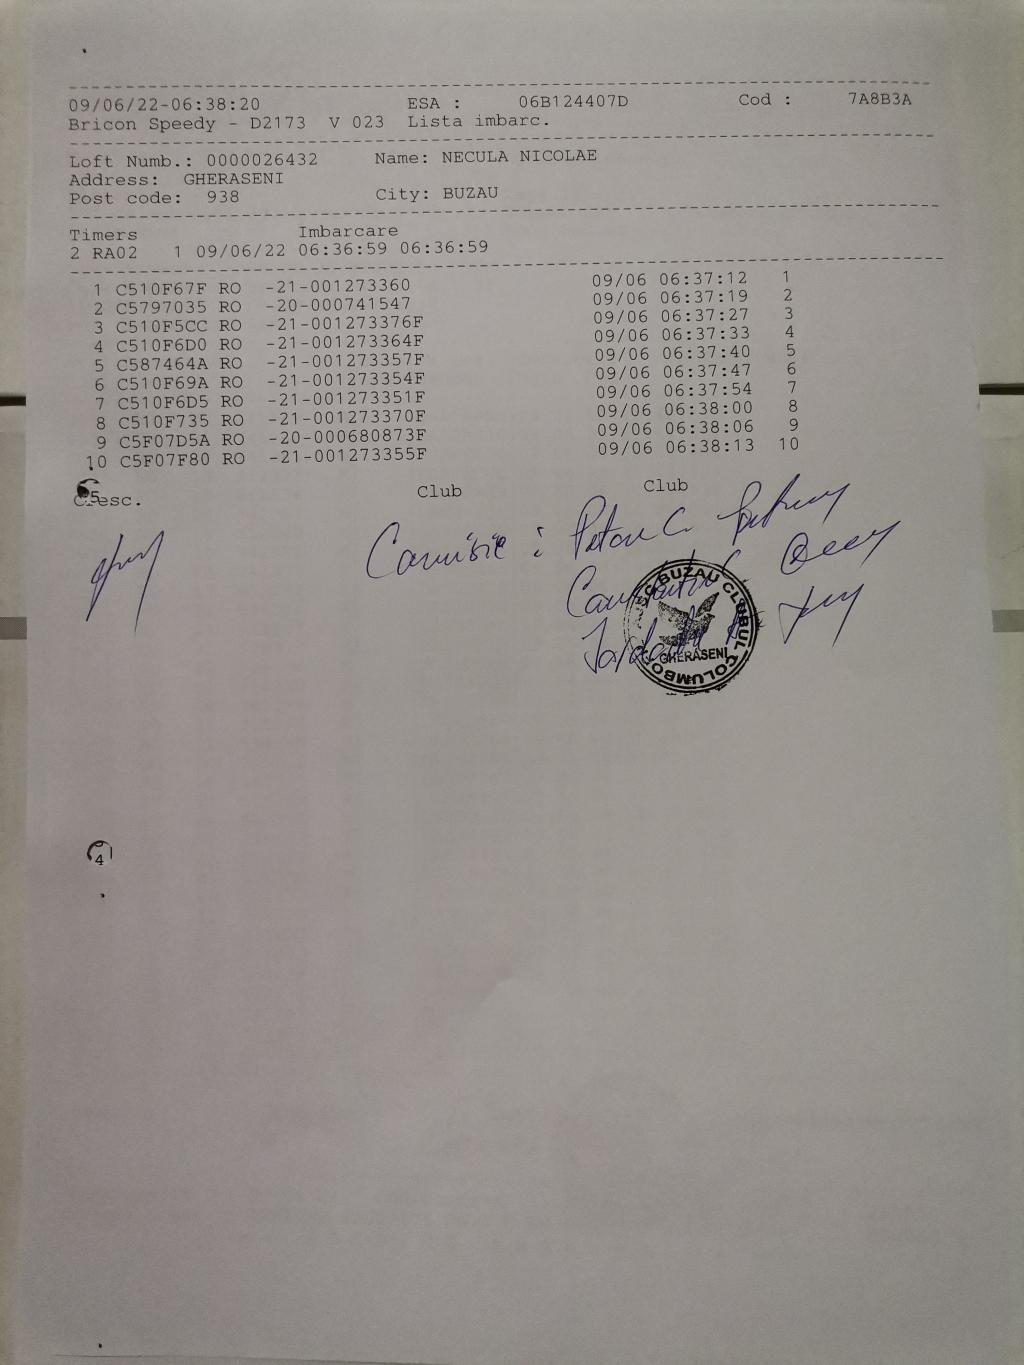 09/06/22-06:38:20 ESA : 06B124407D Cod : 7A8B3A
Bricon Speedy - D2173 V 023 Lista imbarc.
Loft Numb.: 0000026432 Name: NECULA NICOLAE
Address: GHERASENI
Post code: 938 City: BUZAU
Timers Imbarcare
2 RA02 1 09/06/22 06:36:59 06:36:59
1 C510F67F RO -21-001273360 09/06 06:37:12 1
2 C5797035 RO -20-000741547 09/06 06:37:19 2
3 C510F5CC RO -21-001273376F 09/06 06:37:27 3
4 C510F6D0 RO -21-001273364F 09/06 06:37:33 4
5 C587464A RO -21-001273357F 09/06 06:37:40 5
6 C510F69A RO -21-001273354F 09/06 06:37:47 6
7 C510F6D5 RO -21-001273351F 09/06 06:37:54 7
8 C510F735 RO -21-001273370F 09/06 06:38:00 8
9 C5F07D5A RO -20-000680873F 09/06 06:38:06 9
10 C5F07F80 RO -21-001273355F 09/06 06:38:13 10
Cresc. Club Club
Comisie :
BUZAU CLUBUL COLUMBOFIL
GHERASENI
4